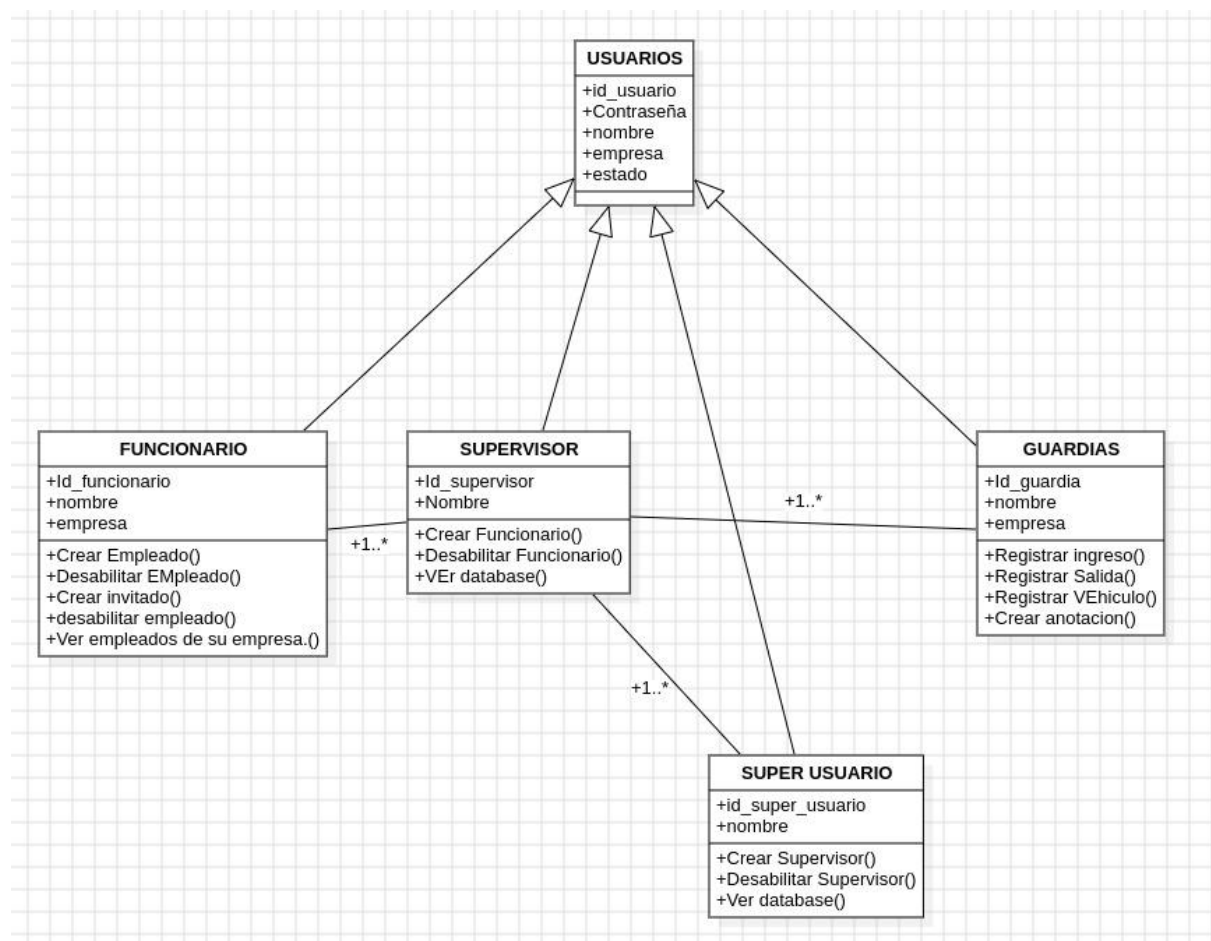 USUARIOS
+id_usuario
+Contraseña
+nombre
+empresa
+estado
FUNCIONARIO
+Id_funcionario
+nombre
+empresa
+Crear Empleado()
+Desabilitar EMpleado()
+Crear invitado()
+desabilitar empleado()
+Ver empleados de su empresa.()
+1..*
SUPERVISOR
+Id_supervisor
+Nombre
+Crear Funcionario()
+Desabilitar Funcionario()
+VEr database()
+1..*
GUARDIAS
+Id_guardia
+nombre
+empresa
+Registrar ingreso()
+Registrar Salida()
+Registrar VEhiculo()
+Crear anotacion()
+1..*
SUPER USUARIO
+id_super_usuario
+nombre
+Crear Supervisor()
+Desabilitar Supervisor()
+Ver database()